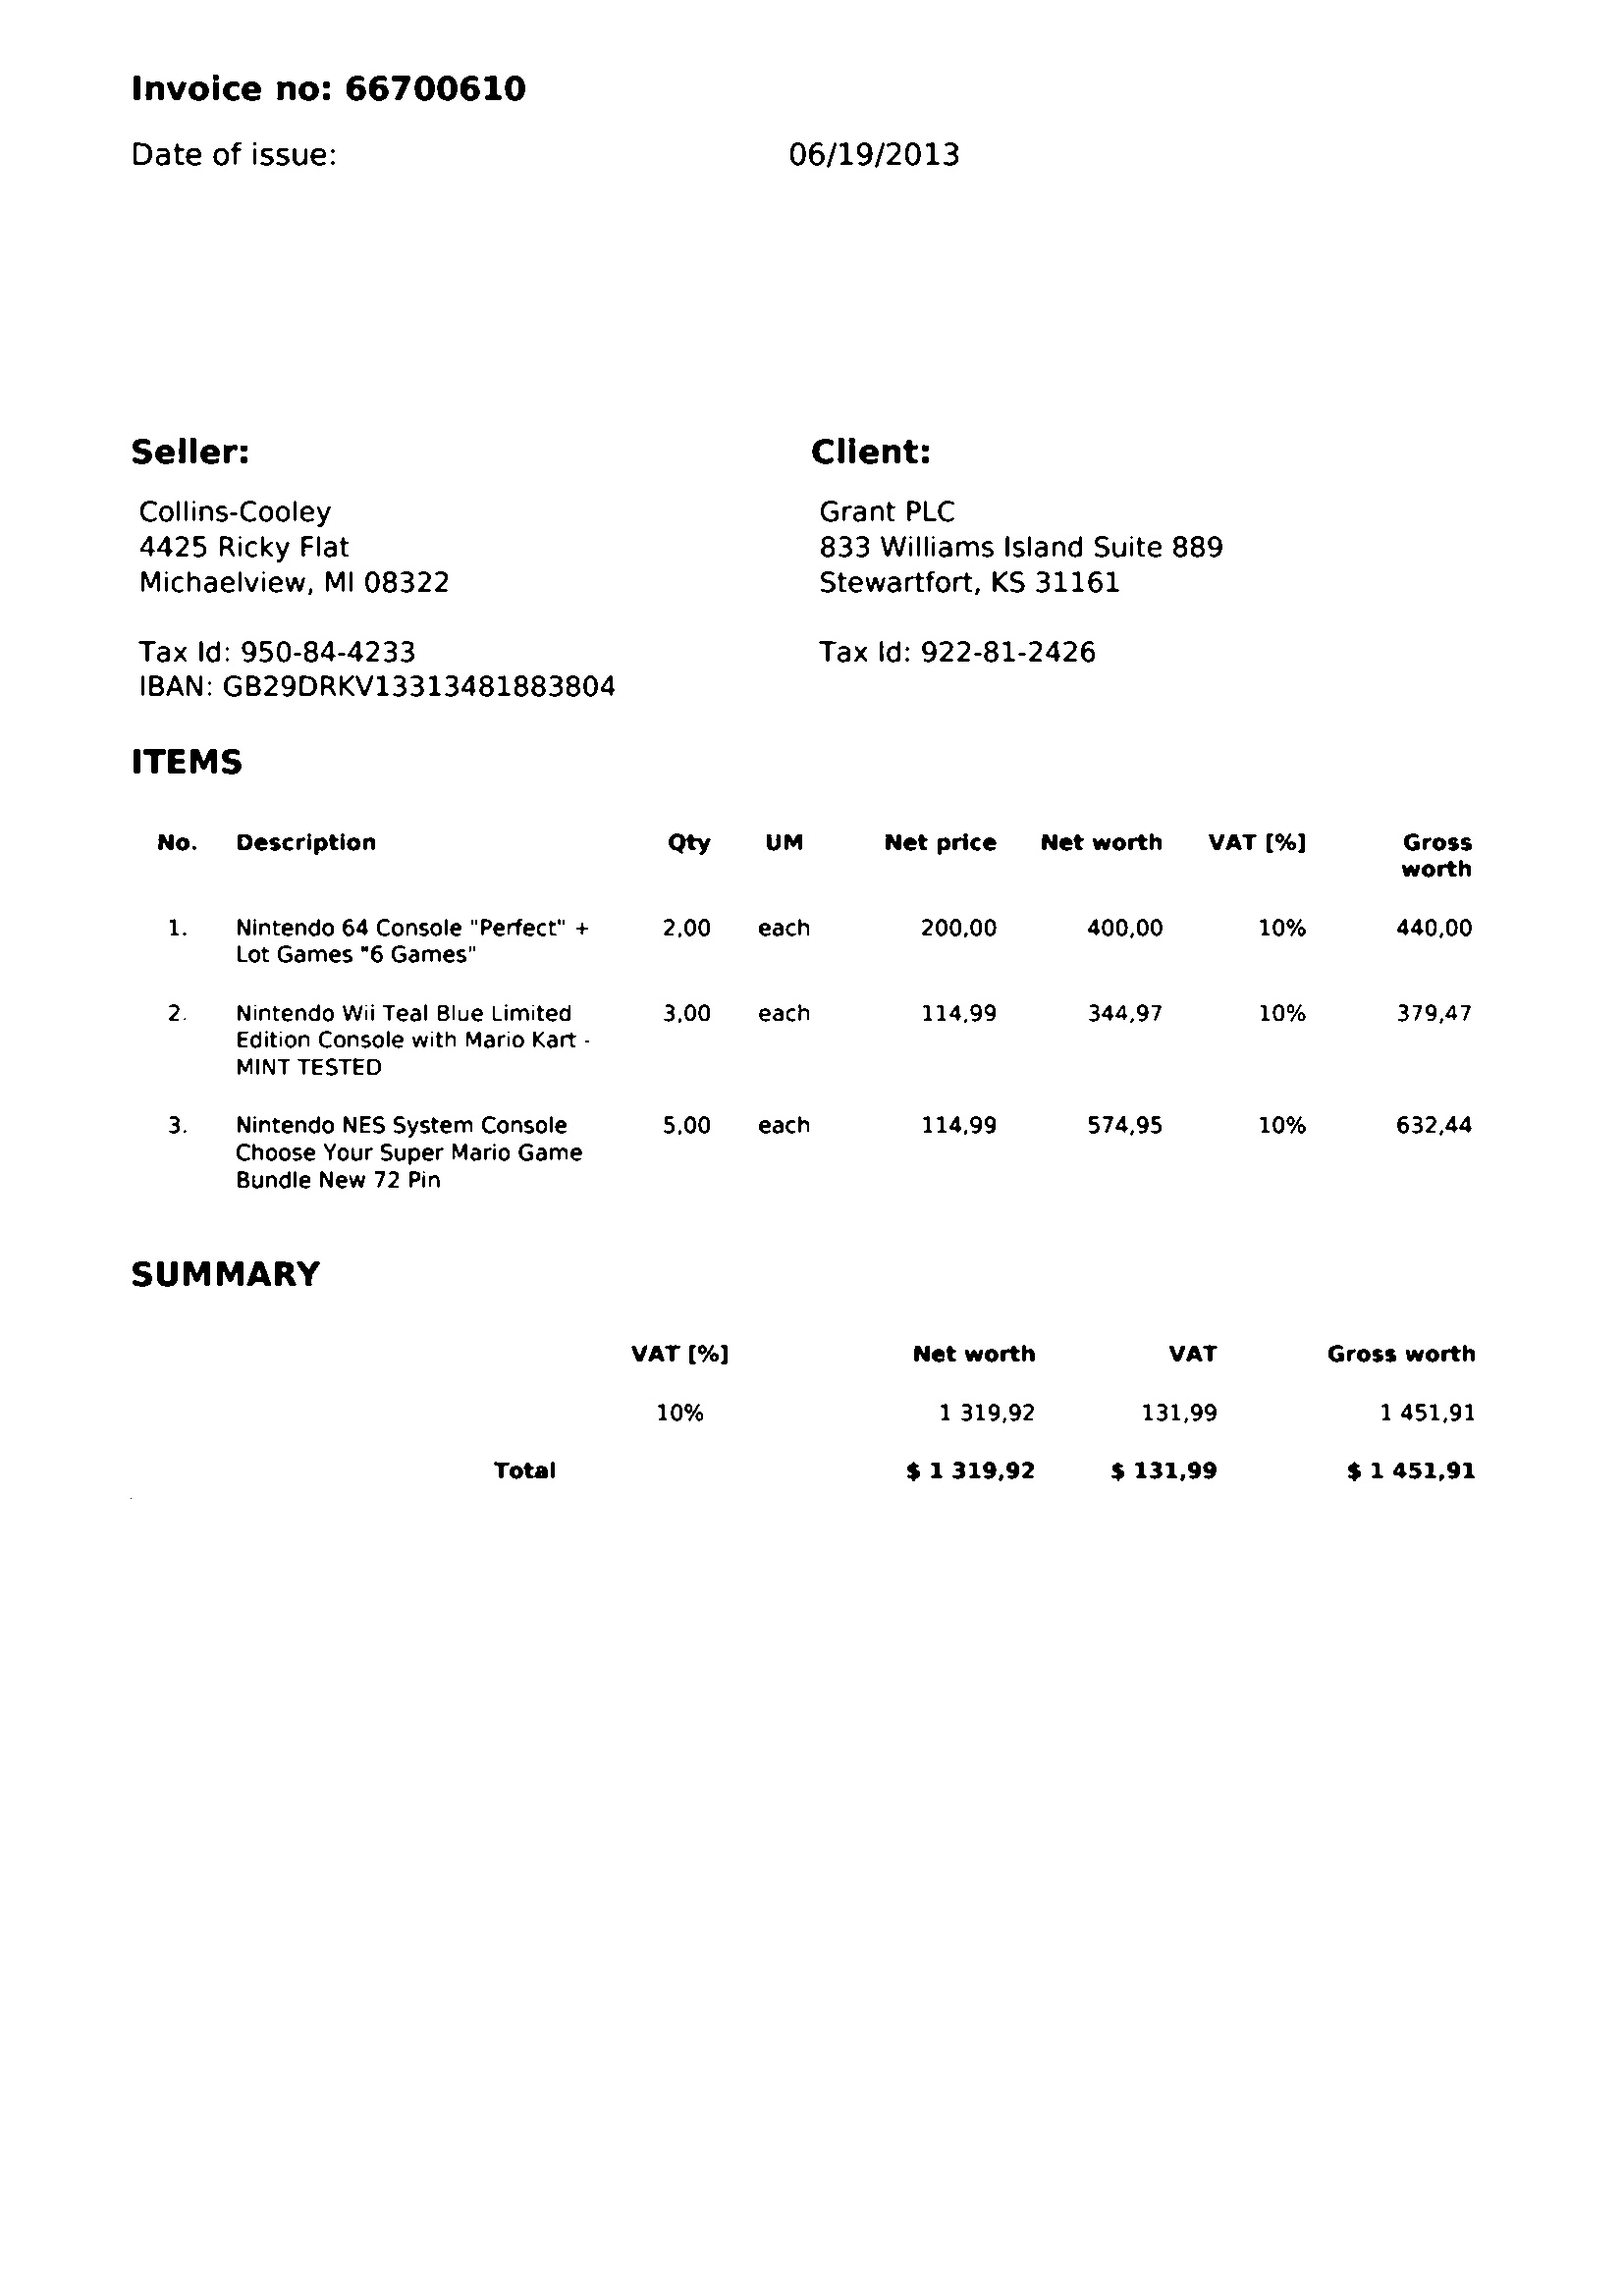 Invoice no: 66700610
Date of issue: 06/19/2013
Seller: Client:
Collins-Cooley Grant PLC
4425 Ricky Flat 833 Williams Island Suite 889
Michaelview, MI 08322 Stewartfort, KS 31161
Tax Id: 950-84-4233 Tax Id: 922-81-2426
IBAN: GB29DRKV13313481883804
ITEMS
No. Description Qty UM Net price Net worth VAT [%] Gross
worth
1. Nintendo 64 Console "Perfect" + 2,00 each 200,00 400,00 10% 440,00
Lot Games "6 Games"
2. Nintendo Wii Teal Blue Limited 3,00 each 114,99 344,97 10% 379,47
Edition Console with Mario Kart -
MINT TESTED
3. Nintendo NES System Console 5,00 each 114,99 574,95 10% 632,44
Choose Your Super Mario Game
Bundle New 72 Pin
SUMMARY
VAT [%] Net worth VAT Gross worth
10% 1 319,92 131,99 1 451,91
Total $ 1 319,92 $ 131,99 $ 1 451,91